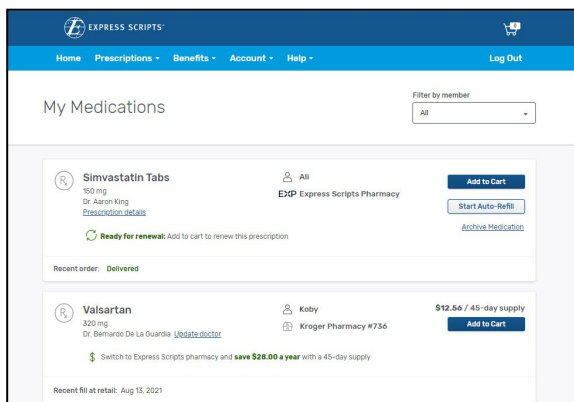 EXPRESS SCRIPTS®
0
Home Prescriptions Benefits Account Help Log Out
My Medications
Filter by member
All
Simvastatin Tabs
150 mg
Dr. Aaron King
Prescription details
Ready for renewal: Add to cart to renew this prescription
Ali
EXP Express Scripts Pharmacy
Add to Cart
Start Auto-Refill
Archive Medication
Recent order: Delivered
Valsartan
320 mg
Dr. Bernardo De La Guardia Update doctor
Koby
Kroger Pharmacy #736
$12.56 / 45-day supply
Add to Cart
$ Switch to Express Scripts pharmacy and save $28.00 a year with a 45-day supply
Recent fill at retail: Aug 13, 2021